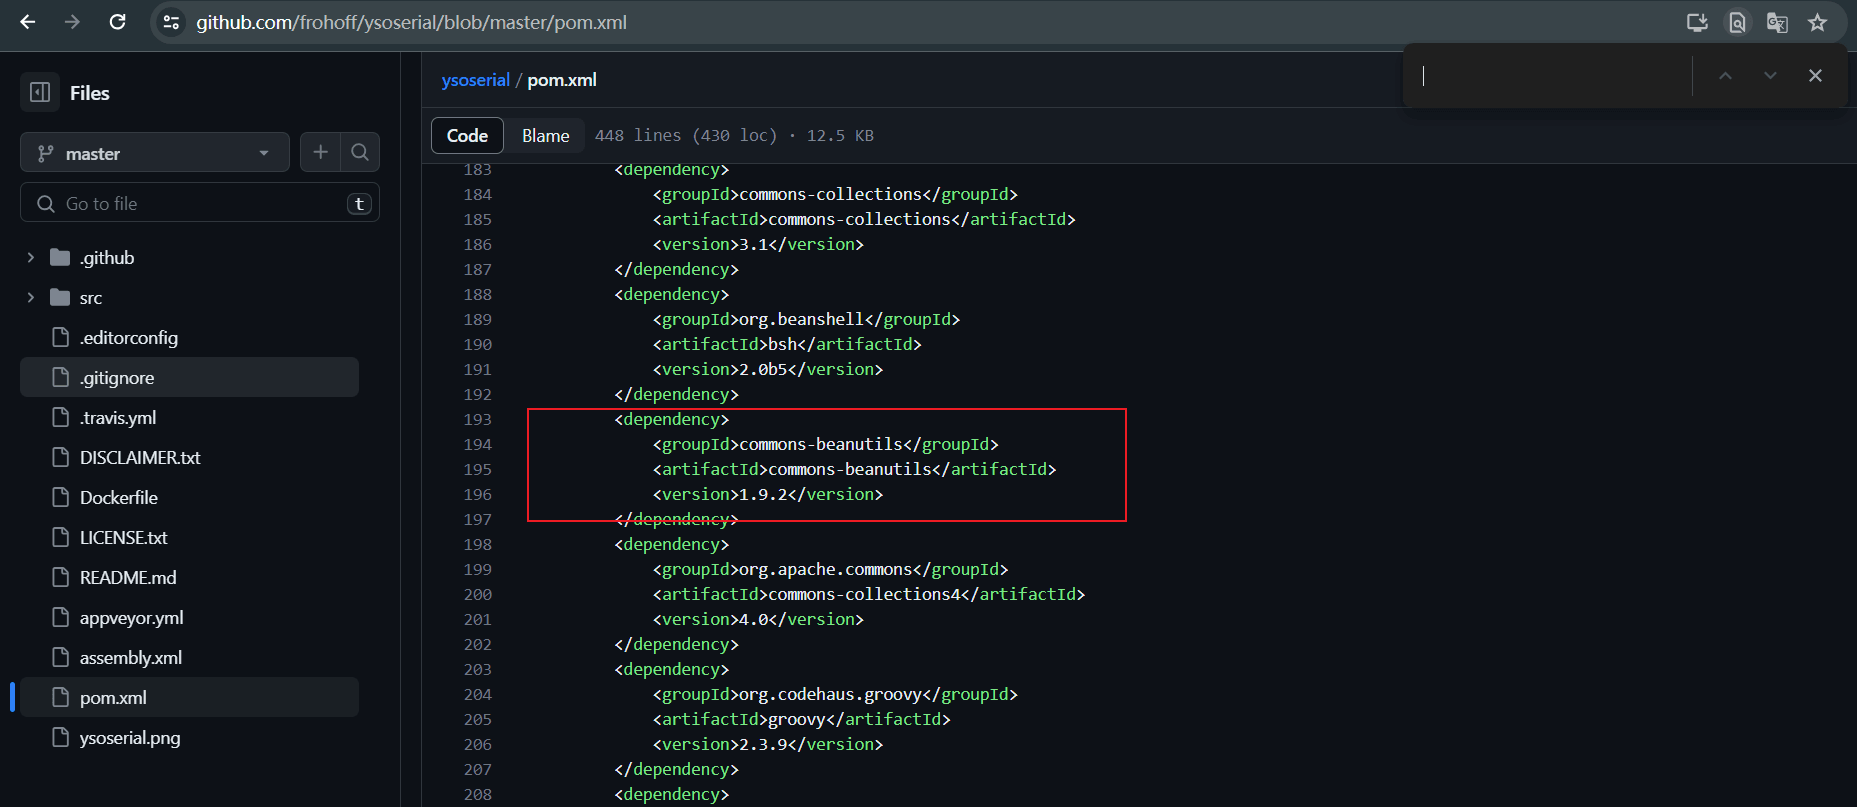 github.com/frohoff/ysoserial/blob/master/pom.xml
Files
master
Go to file
t
.github
src
.editorconfig
.gitignore
.travis.yml
DISCLAIMER.txt
Dockerfile
LICENSE.txt
README.md
appveyor.yml
assembly.xml
pom.xml
ysoserial.png
ysoserial / pom.xml
Code Blame 448 lines (430 loc) · 12.5 KB
183 <dependency>
184 <groupId>commons-collections</groupId>
185 <artifactId>commons-collections</artifactId>
186 <version>3.1</version>
187 </dependency>
188 <dependency>
189 <groupId>org.beanshell</groupId>
190 <artifactId>bsh</artifactId>
191 <version>2.0b5</version>
192 </dependency>
193 <dependency>
194 <groupId>commons-beanutils</groupId>
195 <artifactId>commons-beanutils</artifactId>
196 <version>1.9.2</version>
197 </dependency>
198 <dependency>
199 <groupId>org.apache.commons</groupId>
200 <artifactId>commons-collections4</artifactId>
201 <version>4.0</version>
202 </dependency>
203 <dependency>
204 <groupId>org.codehaus.groovy</groupId>
205 <artifactId>groovy</artifactId>
206 <version>2.3.9</version>
207 </dependency>
208 <dependency>